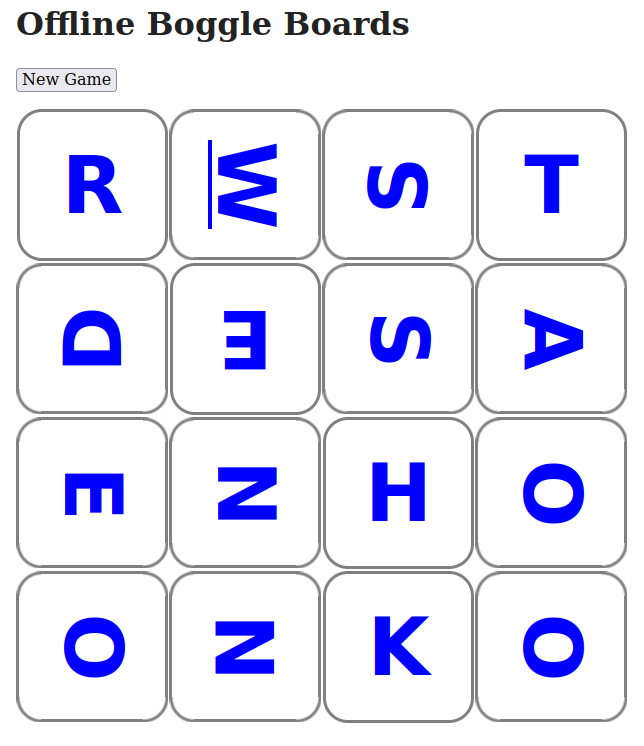 Offline Boggle Boards
New Game
R W S T
D E S A
E N H O
O N K O